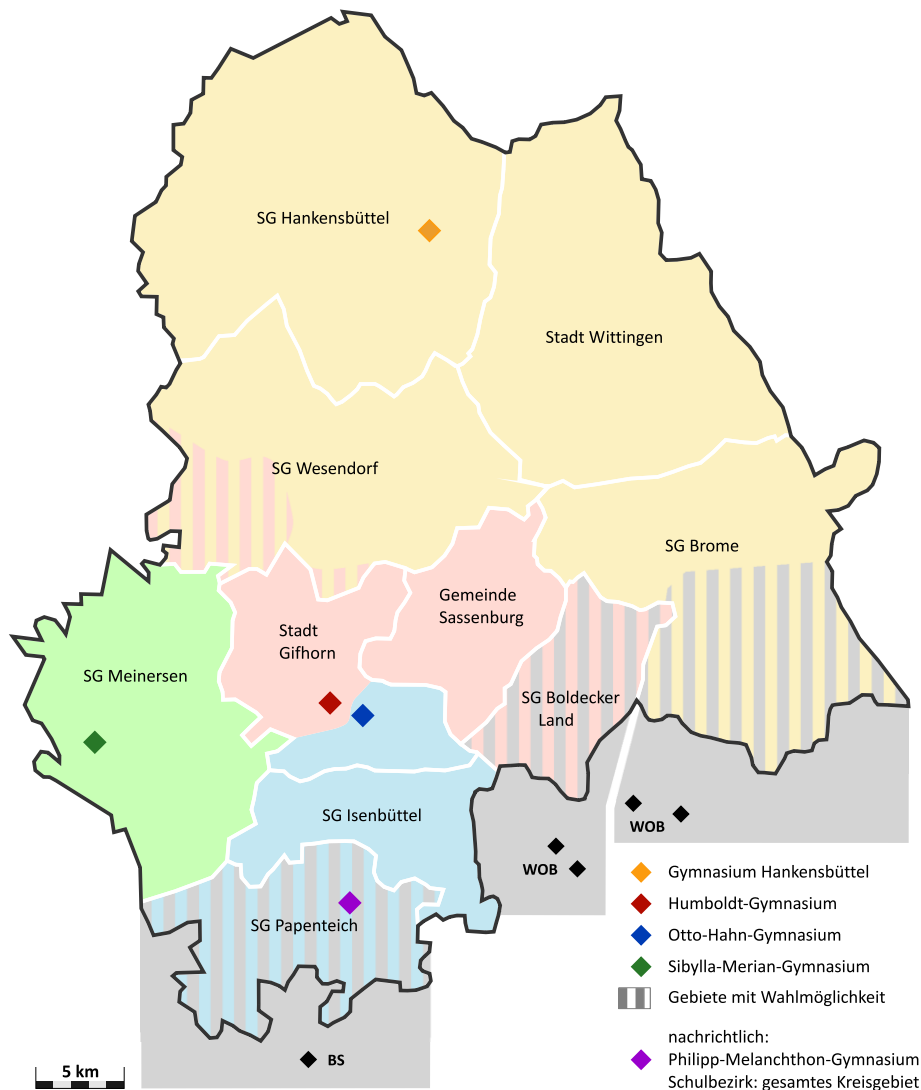 SG Hankensbüttel
Stadt Wittingen
SG Wesendorf
SG Brome
Gemeinde
Sassenburg
Stadt
Gifhorn
SG Meinersen
SG Boldecker
Land
SG Isenbüttel
WOB
WOB
SG Papenteich
BS
5 km
Gymnasium Hankensbüttel
Humboldt-Gymnasium
Otto-Hahn-Gymnasium
Sibylla-Merian-Gymnasium
Gebiete mit Wahlmöglichkeit
nachrichtlich:
Philipp-Melanchthon-Gymnasium
Schulbezirk: gesamtes Kreisgebiet